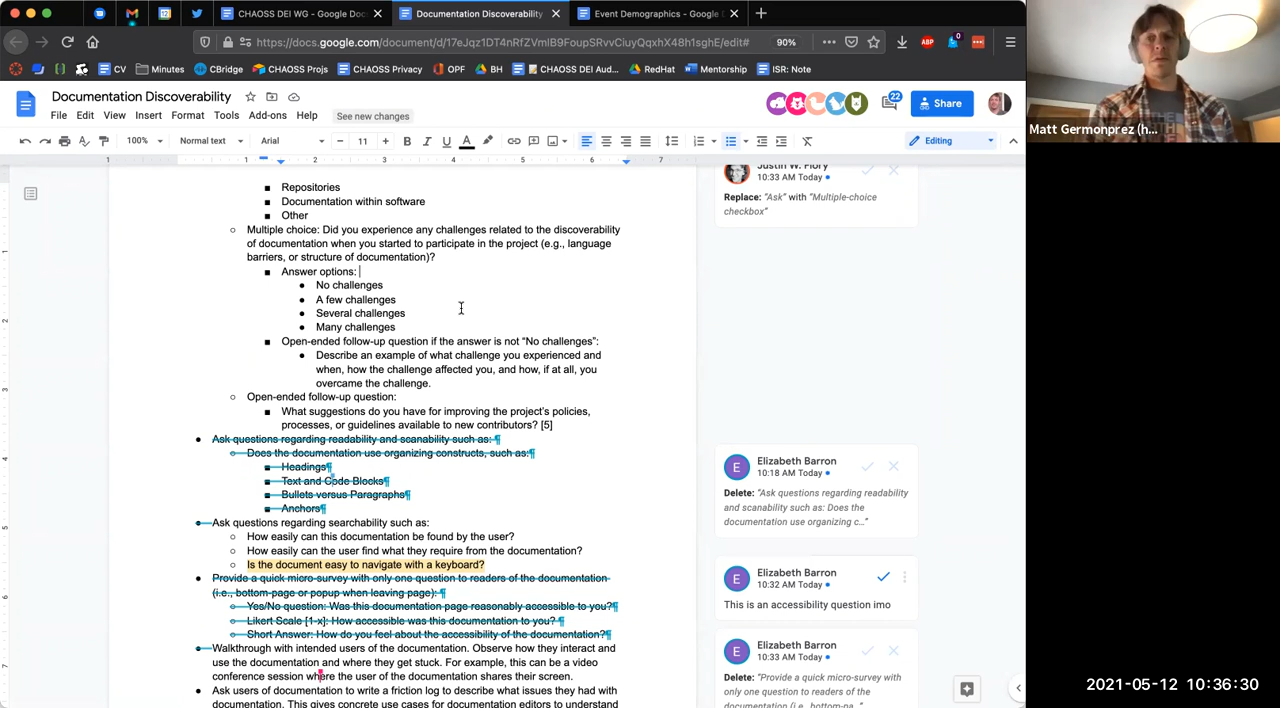 CHAOSS DEI WG - Google Doc
Documentation Discoverability
Event Demographics - Google D
https://docs.google.com/document/d/17eJqz1DT4nRfZVmIB9FoupSRvvCiuyQqxhX48h1sghE/edit#
90%
ABP
0
CV
Minutes
CBridge
CHAOSS Projs
CHAOSS Privacy
OPF
BH
CHAOSS DEI Aud...
RedHat
Mentorship
ISR: Note
Documentation Discoverability
File Edit View Insert Format Tools Add-ons Help
See new changes
22
Share
100%
Normal text
Arial
11
Editing
1 1 2 3 4 5 6 7
Repositories
Documentation within software
Other
Multiple choice: Did you experience any challenges related to the discoverability
of documentation when you started to participate in the project (e.g., language
barriers, or structure of documentation)?
Answer options:
No challenges
A few challenges
Several challenges
Many challenges
Open-ended follow-up question if the answer is not “No challenges”:
Describe an example of what challenge you experienced and
when, how the challenge affected you, and how, if at all, you
overcame the challenge.
Open-ended follow-up question:
What suggestions do you have for improving the project’s policies,
processes, or guidelines available to new contributors? [5]
Ask questions regarding readability and scanability such as:¶
Does the documentation use organizing constructs, such as:¶
Headings¶
Text and Code Blocks¶
Bullets versus Paragraphs¶
Anchors¶
Ask questions regarding searchability such as:
How easily can this documentation be found by the user?
How easily can the user find what they require from the documentation?
Is the document easy to navigate with a keyboard?
Provide a quick micro-survey with only one question to readers of the documentation
(i.e., bottom-page or popup when leaving page):¶
Yes/No question: Was this documentation page reasonably accessible to you?¶
Likert Scale [1-x]: How accessible was this documentation to you?¶
Short Answer: How do you feel about the accessibility of the documentation?¶
Walkthrough with intended users of the documentation. Observe how they interact and
use the documentation and where they get stuck. For example, this can be a video
conference session where the user of the documentation shares their screen.
Ask users of documentation to write a friction log to describe what issues they had with
documentation. This gives concrete use cases for documentation editors to understand
Justin W. Flory
10:33 AM Today
Replace: “Ask” with “Multiple-choice
checkbox”
E
Elizabeth Barron
10:18 AM Today
Delete: “Ask questions regarding readability
and scanability such as: Does the
documentation use organizing c...”
E
Elizabeth Barron
10:32 AM Today
This is an accessibility question imo
E
Elizabeth Barron
10:33 AM Today
Delete: “Provide a quick micro-survey with
only one question to readers of the
documentation (i.e., bottom-pa...”
Matt Germonprez (h...
2021-05-12 10:36:30